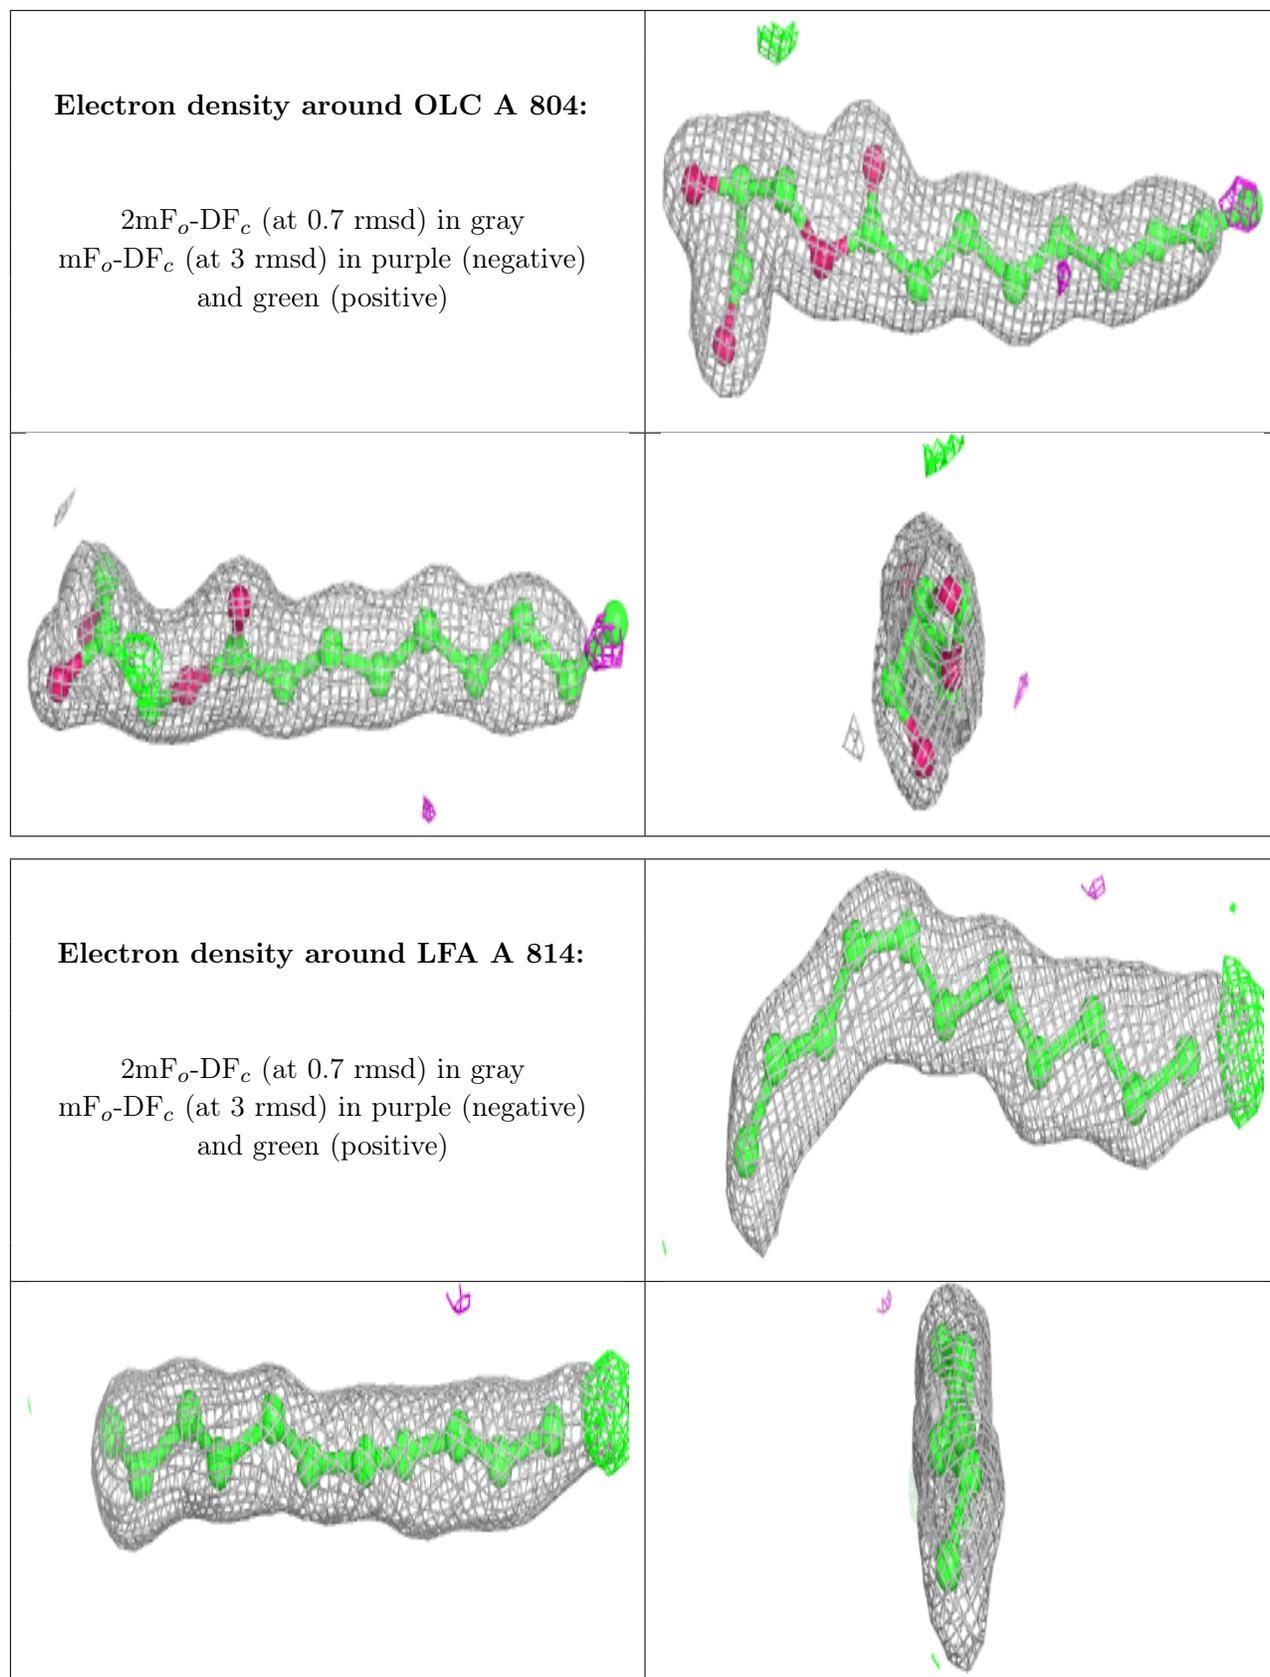 Electron density around OLC A 804:
2mFo-DFc (at 0.7 rmsd) in gray
mFo-DFc (at 3 rmsd) in purple (negative)
and green (positive)
Electron density around LFA A 814:
2mFo-DFc (at 0.7 rmsd) in gray
mFo-DFc (at 3 rmsd) in purple (negative)
and green (positive)